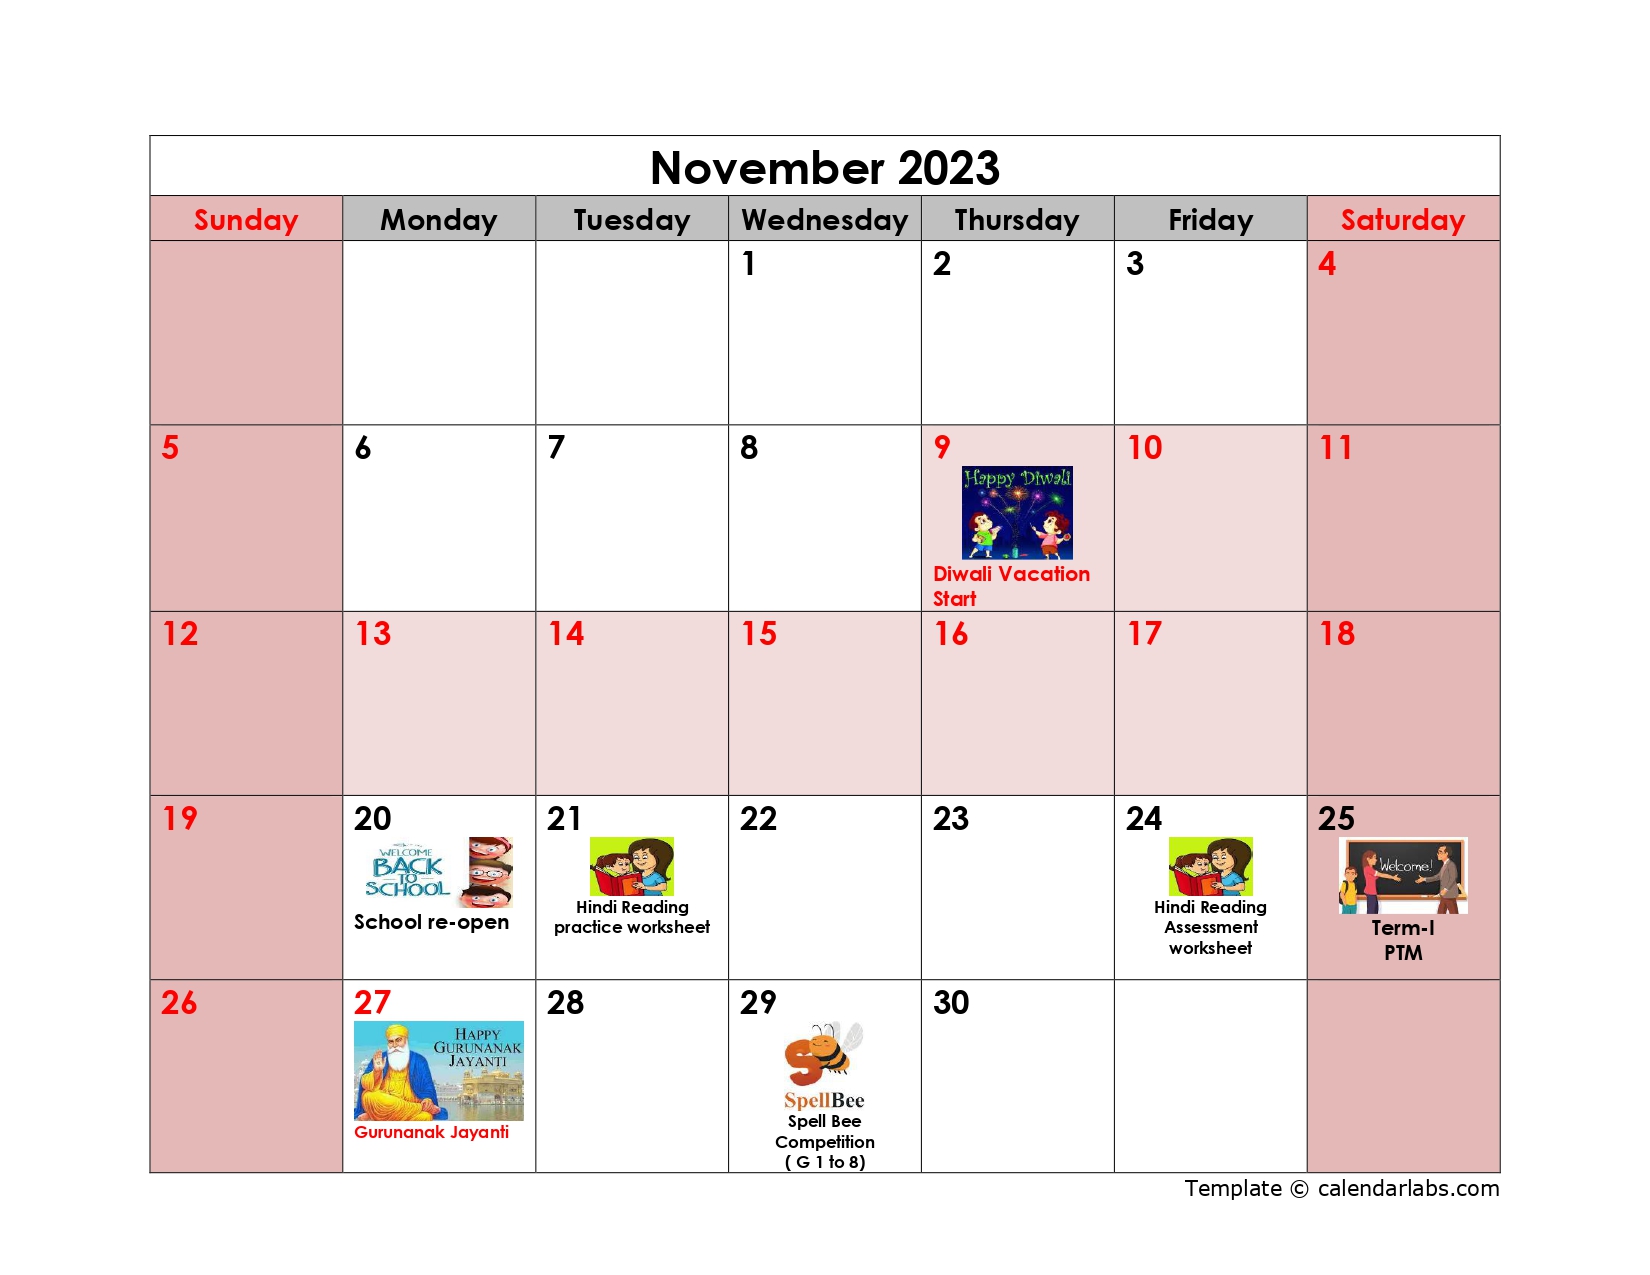 November 2023
Sunday Monday Tuesday Wednesday Thursday Friday Saturday
1 2 3 4
5 6 7 8 9 10 11
Happy Diwali
Diwali Vacation
Start
12 13 14 15 16 17 18
19 20 21 22 23 24 25
WELCOME
BACK
TO
SCHOOL
School re-open
Hindi Reading
practice worksheet
Hindi Reading
Assessment
worksheet
Welcome!
Term-I
PTM
26 27 28 29 30
HAPPY
GURUNANAK
JAYANTI
Gurunanak Jayanti
S
SpellBee
Spell Bee
Competition
( G 1 to 8)
Template © calendarlabs.com